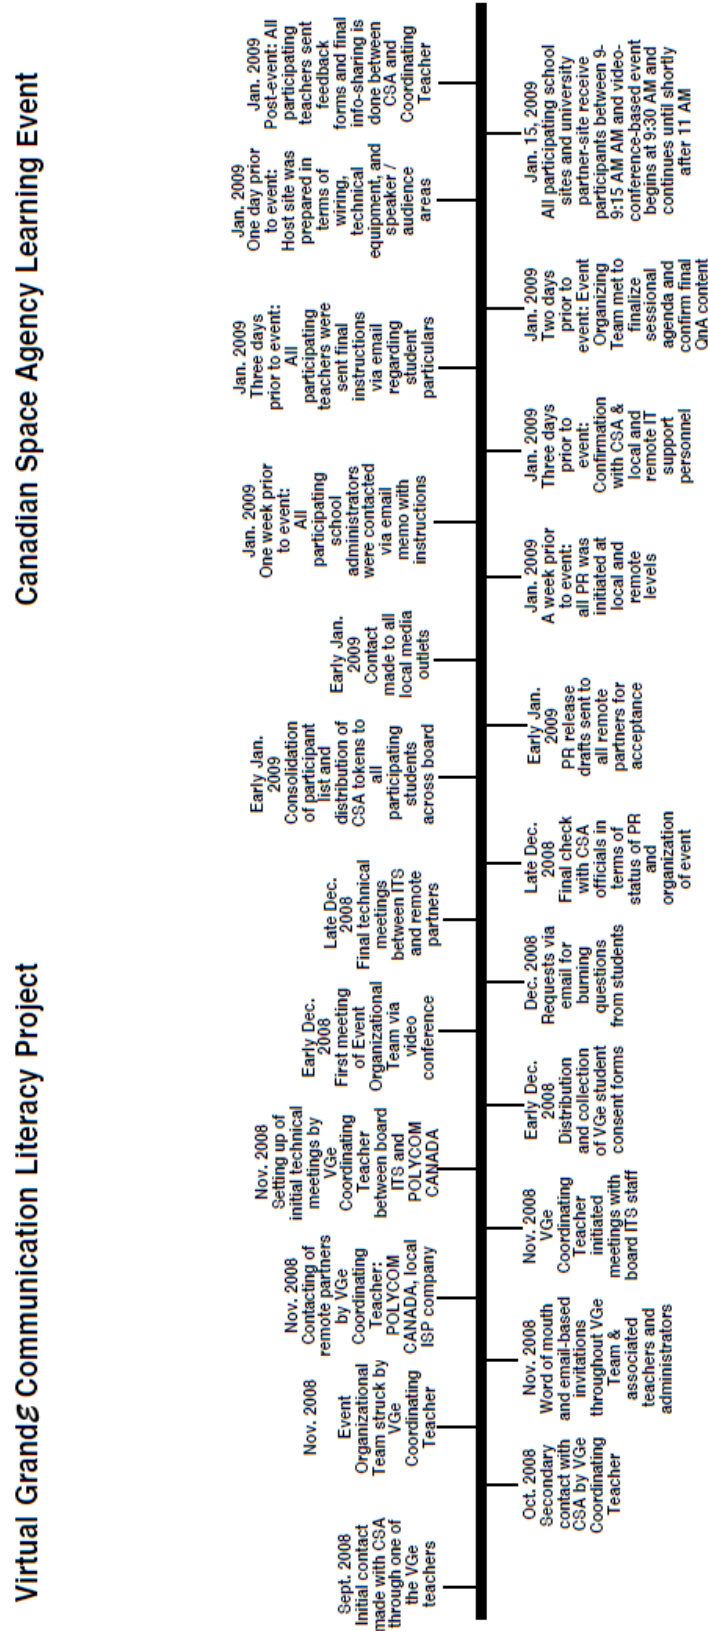 Virtual GrandƐ Communication Literacy Project
Canadian Space Agency Learning Event
Sept. 2008
Initial contact
made with CSA
through one of
the VGe
teachers
Oct. 2008
Secondary
contact with
CSA by VGe
Coordinating
Teacher
Nov. 2008
Event
Organizational
Team struck by
VGe
Coordinating
Teacher
Nov. 2008
Word of mouth
and email-based
invitations
throughout VGe
Team &
associated
teachers and
administrators
Nov. 2008
Contacting of
remote partners
by VGe
Coordinating
Teacher:
POLYCOM
CANADA, local
ISP company
Nov. 2008
VGe
Coordinating
Teacher
initiated
meetings with
board ITS staff
Nov. 2008
Setting up of
initial technical
meetings by
VGe
Coordinating
Teacher
between board
ITS and
POLYCOM
CANADA
Early Dec.
2008
Distribution
and collection
of VGe student
consent forms
Early Dec.
2008
First meeting
of Event
Organizational
Team via
video
conference
Dec. 2008
Requests via
email for
burning
questions
from students
Late Dec.
2008
Final technical
meetings
between ITS
and remote
partners
Late Dec.
2008
Final check
with CSA
officials in
terms of
status of PR
and
organization
of event
Early Jan.
2009
Consolidation
of participant
list and
distribution of
CSA tokens to
all
participating
students
across board
Early Jan.
2009
PR release
drafts sent to
all remote
partners for
acceptance
Early Jan.
2009
Contact
made to all
local media
outlets
Jan. 2009
A week prior
to event:
all PR was
initiated at
local and
remote
levels
Jan. 2009
One week prior
to event:
All
participating
school
administrators
were contacted
via email
memo with
instructions
Jan. 2009
Three days
prior to
event:
Confirmation
with CSA &
local and
remote IT
support
personnel
Jan. 2009
Three days
prior to event:
All
participating
teachers were
sent final
instructions
via email
regarding
student
particulars
Jan. 2009
Two days
prior to
event: Event
Organizing
Team met to
finalize
sessional
agenda and
confirm final
QnA content
Jan. 2009
One day prior
to event:
Host site was
prepared in
terms of
wiring,
technical
equipment, and
speaker /
audience
areas
Jan. 15, 2009
All participating school
sites and university
partner-site receive
participants between 9-
9:15 AM AM and video-
conference-based event
begins at 9:30 AM and
continues until shortly
after 11 AM
Jan. 2009
Post-event: All
participating
teachers sent
feedback
forms and final
info-sharing is
done between
CSA and
Coordinating
Teacher